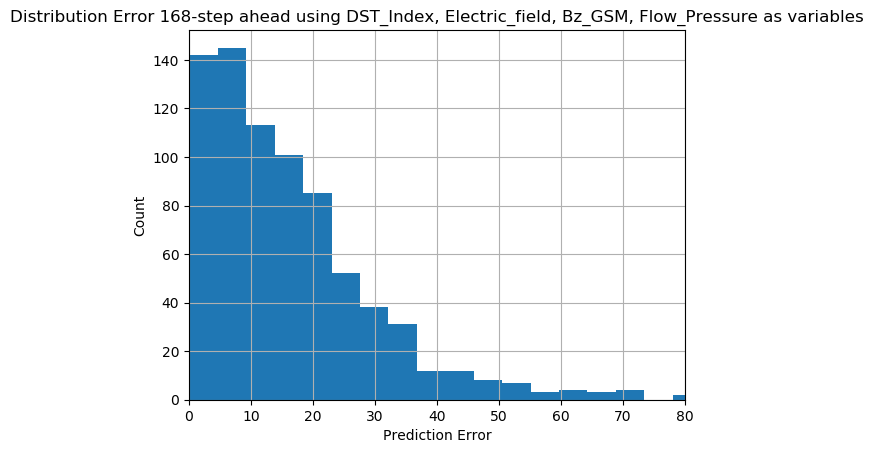 Distribution Error 168-step ahead using DST_Index, Electric_field, Bz_GSM, Flow_Pressure as variables
140
120
100
80
60
40
20
0
Count
0 10 20 30 40 50 60 70 80
Prediction Error